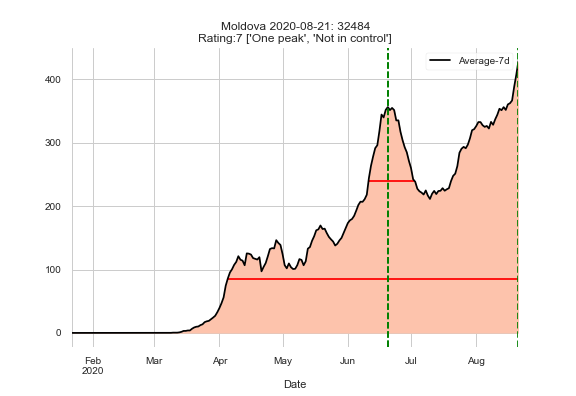 Moldova 2020-08-21: 32484
Rating:7 ['One peak', 'Not in control']
Average-7d
400
300
200
100
0
Feb Mar Apr May Jun Jul Aug
2020
Date